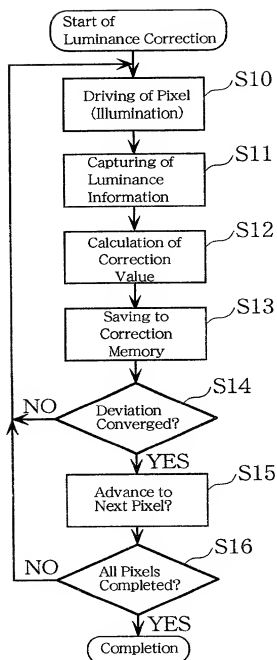 Start of
Luminance Correction
S10
Driving of Pixel
(Illumination)
S11
Capturing of
Luminance
Information
S12
Calculation of
Correction
Value
S13
Saving to
Correction
Memory
S14
NO
Deviation
Converged?
YES
S15
Advance to
Next Pixel?
S16
NO
All Pixels
Completed?
YES
Completion